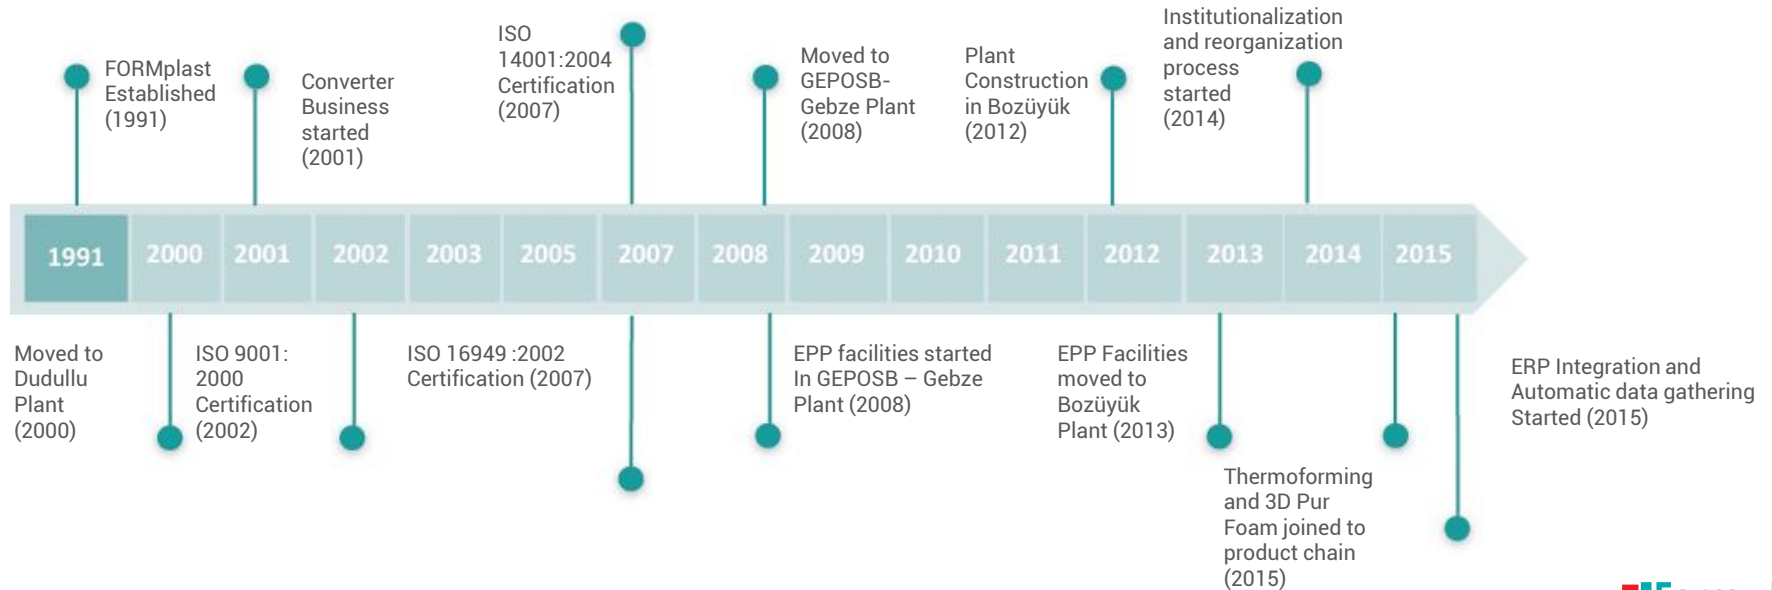 FORMplast
Established
(1991)
Converter
Business
started
(2001)
ISO
14001:2004
Certification
(2007)
Moved to
GEPOSB-
Gebze Plant
(2008)
Plant
Construction
in Bozüyük
(2012)
Institutionalization
and reorganization
process
started
(2014)
1991 2000 2001 2002 2003 2005 2007 2008 2009 2010 2011 2012 2013 2014 2015
Moved to
Dudullu
Plant
(2000)
ISO 9001:
2000
Certification
(2002)
ISO 16949 :2002
Certification (2007)
EPP facilities started
In GEPOSB – Gebze
Plant (2008)
EPP Facilities
moved to
Bozüyük
Plant (2013)
Thermoforming
and 3D Pur
Foam joined to
product chain
(2015)
ERP Integration and
Automatic data gathering
Started (2015)